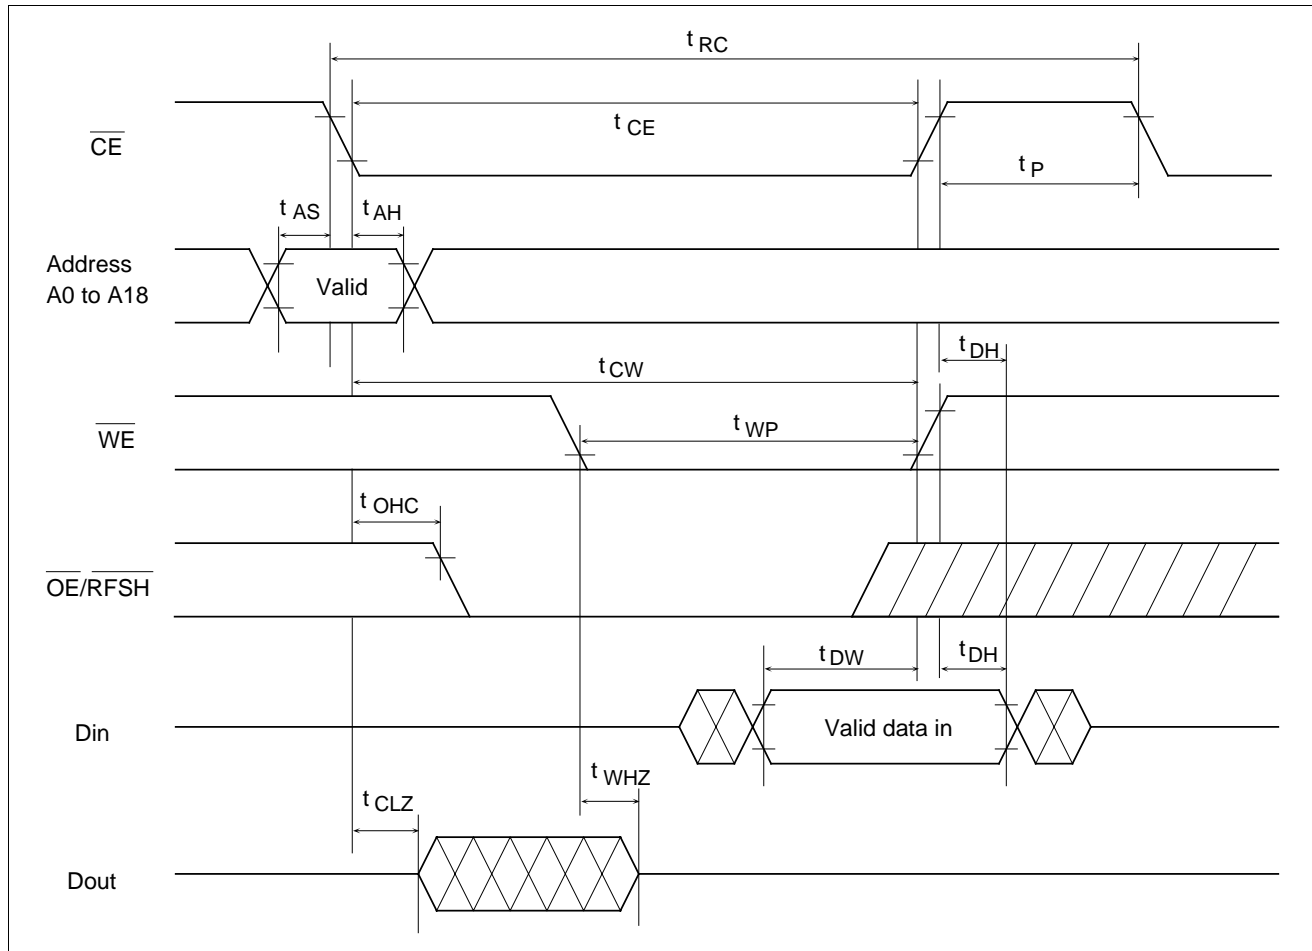 t RC
t CE
CE
t P
t AS
t AH
Address
A0 to A18
Valid
t DH
t CW
WE
t WP
t OHC
OE/RFSH
t DW
t DH
Din
Valid data in
t WHZ
t CLZ
Dout